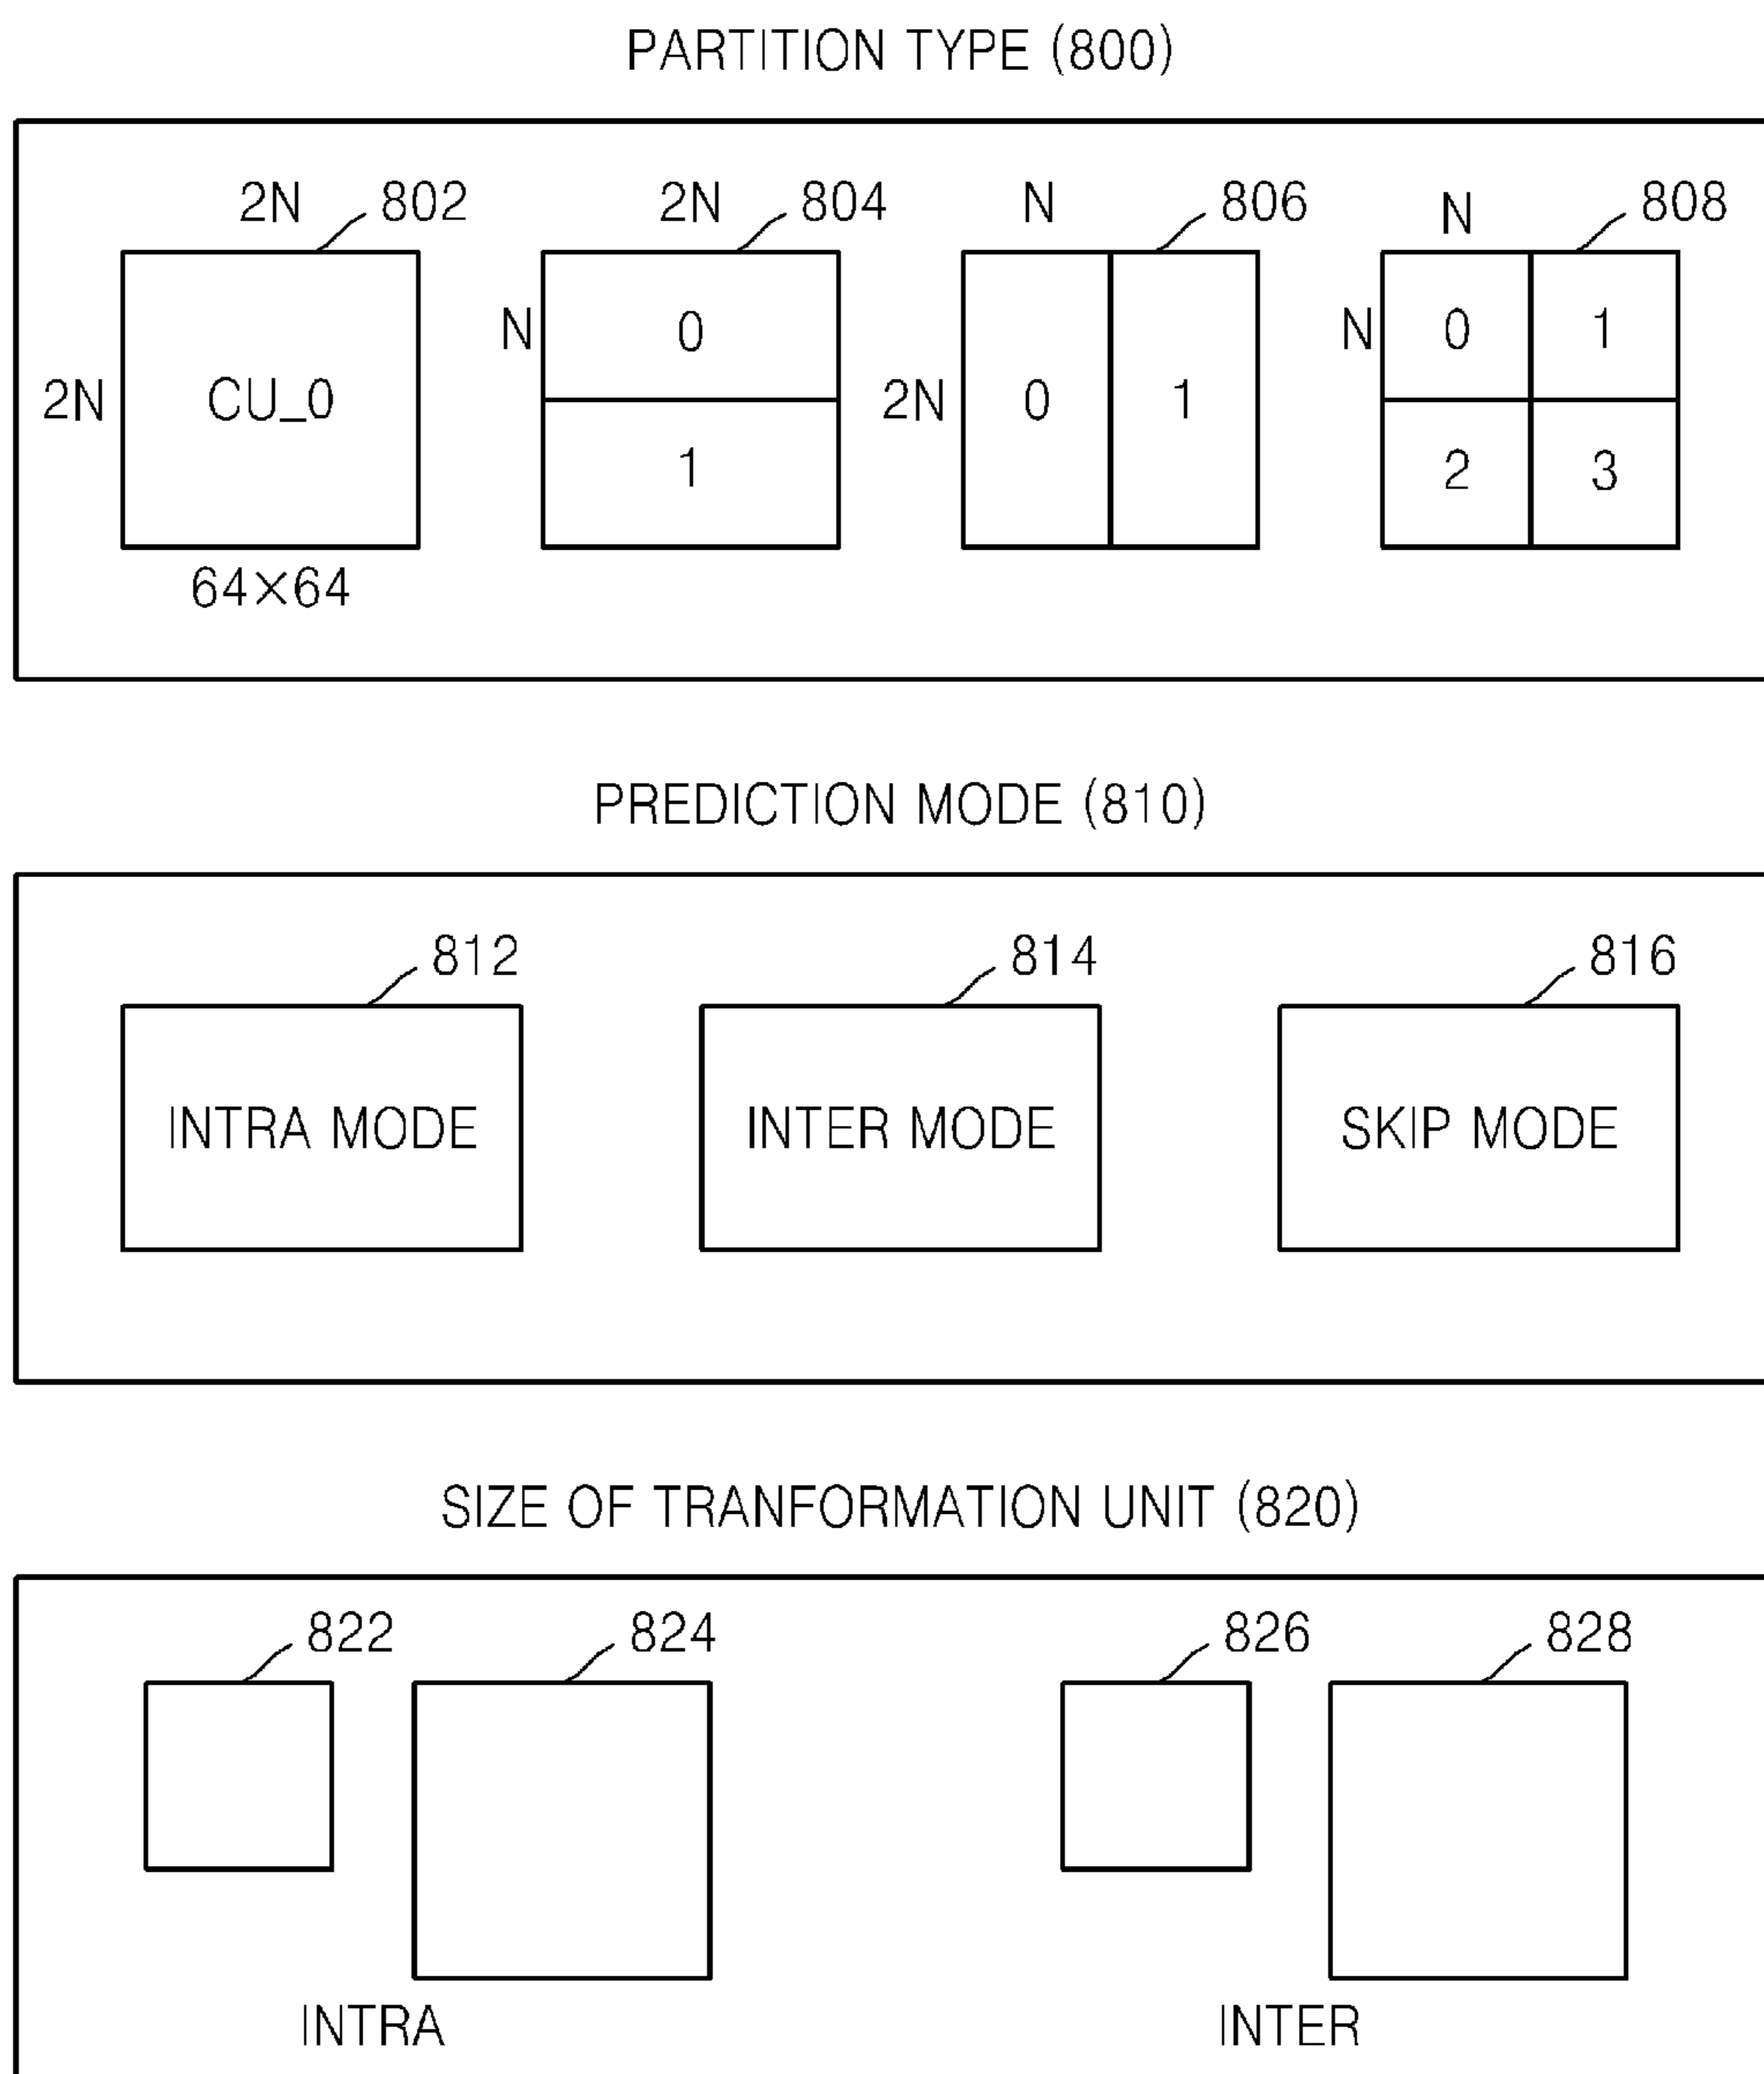 PARTITION TYPE (800)
2N 802 2N 804 N 806 N 808
N 0 N 0 1
2N CU_0 2N 0 1
1 2 3
64×64
PREDICTION MODE (810)
812 814 816
INTRA MODE INTER MODE SKIP MODE
SIZE OF TRANFORMATION UNIT (820)
822 824 826 828
INTRA INTER